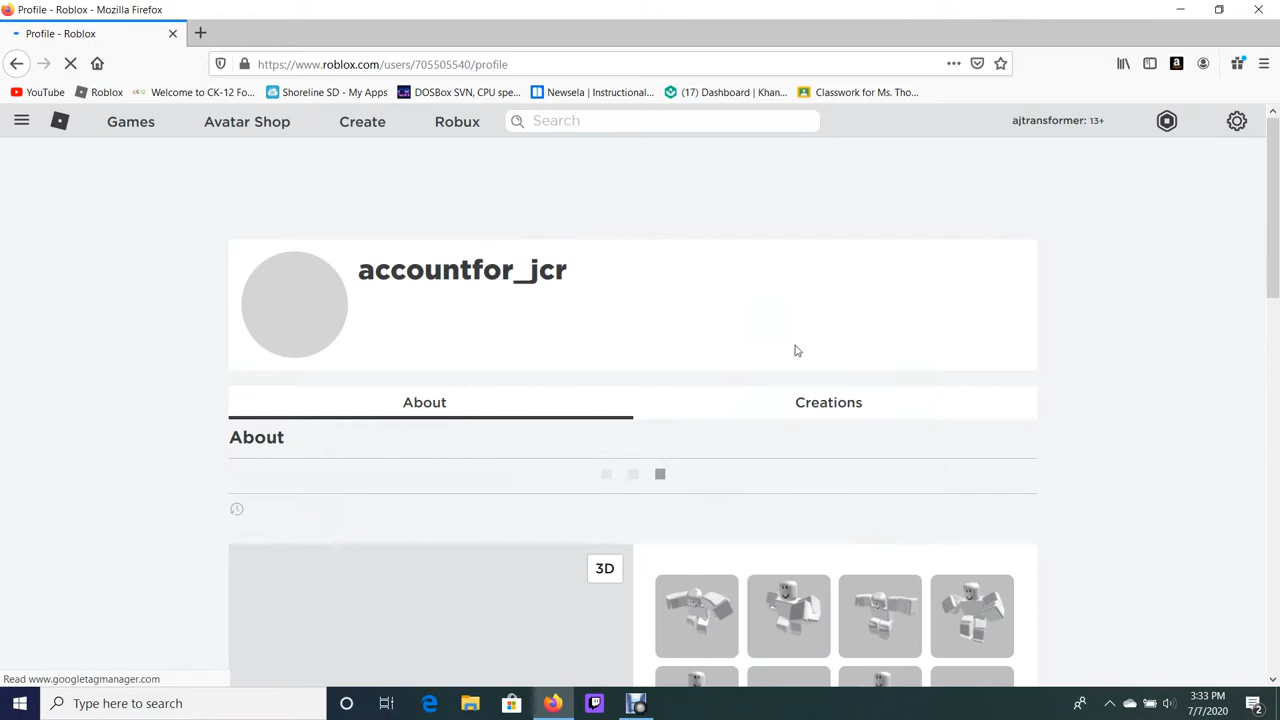 Profile - Roblox - Mozilla Firefox
Profile - Roblox
https://www.roblox.com/users/705505540/profile
YouTube Roblox Welcome to CK-12 Fo... Shoreline SD - My Apps DOSBox SVN, CPU spe... Newsela | Instructional... (17) Dashboard | Khan... Classwork for Ms. Tho...
Games Avatar Shop Create Robux Search ajtransformer: 13+
accountfor_jcr
About Creations
About
3D
Read www.googletagmanager.com
Type here to search
3:33 PM
7/7/2020
2